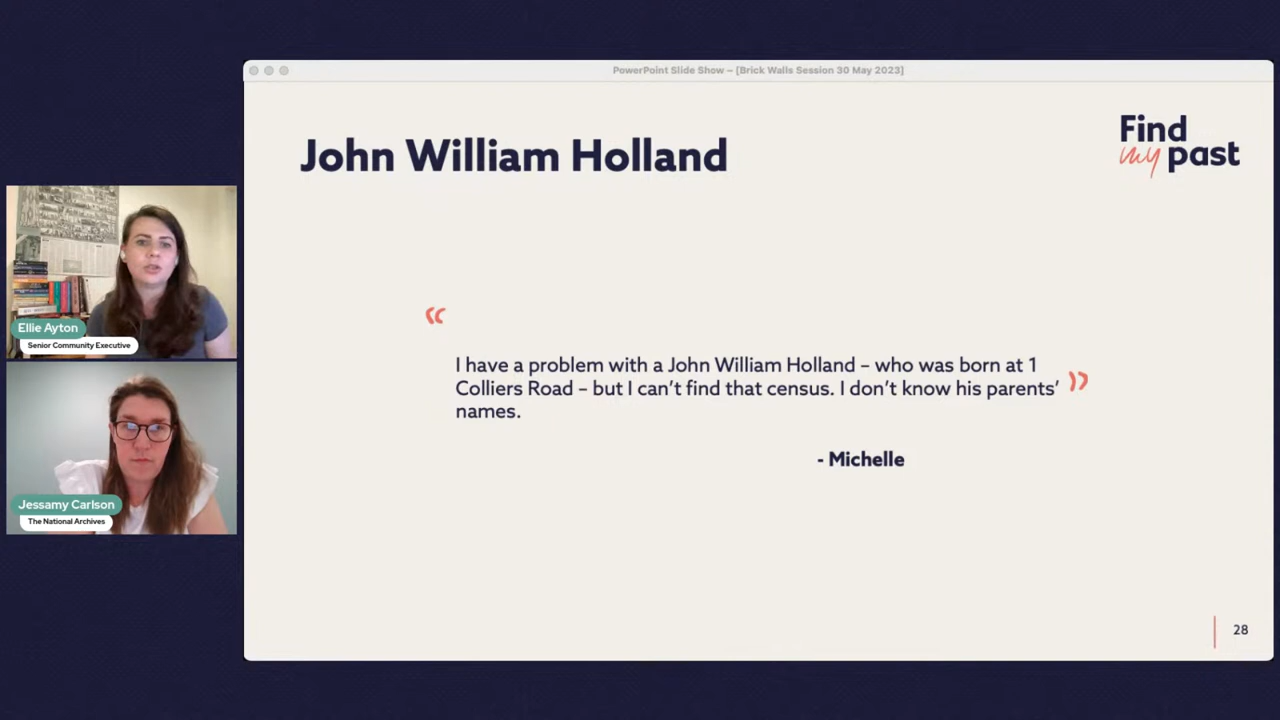 PowerPoint Slide Show – [Brick Walls Session 30 May 2023]
John William Holland
Find
my past
“
I have a problem with a John William Holland – who was born at 1
Colliers Road – but I can’t find that census. I don’t know his parents’
names.
”
- Michelle
28
Ellie Ayton
Senior Community Executive
Jessamy Carlson
The National Archives